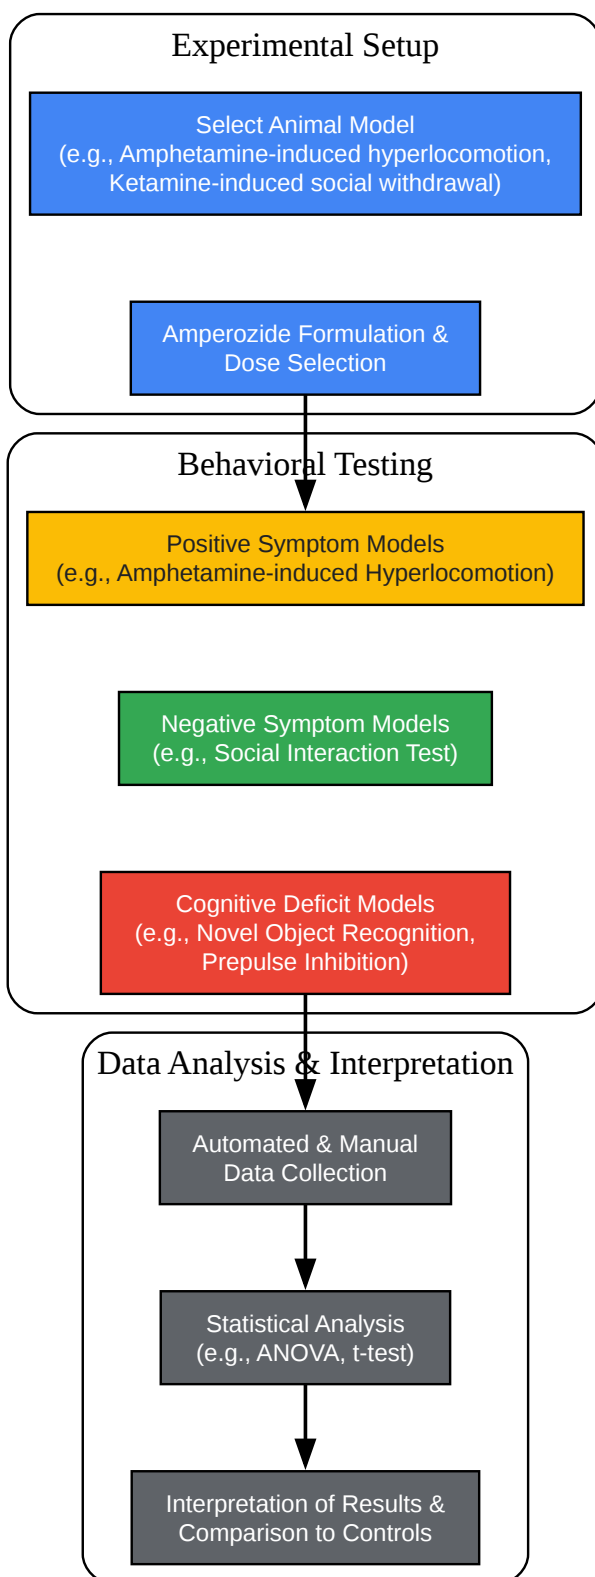 Experimental Setup
Select Animal Model
(e.g., Amphetamine-induced hyperlocomotion,
Ketamine-induced social withdrawal)
Amperozide Formulation &
Dose Selection
Behavioral Testing
Positive Symptom Models
(e.g., Amphetamine-induced Hyperlocomotion)
Negative Symptom Models
(e.g., Social Interaction Test)
Cognitive Deficit Models
(e.g., Novel Object Recognition,
Prepulse Inhibition)
Data Analysis & Interpretation
Automated & Manual
Data Collection
Statistical Analysis
(e.g., ANOVA, t-test)
Interpretation of Results &
Comparison to Controls